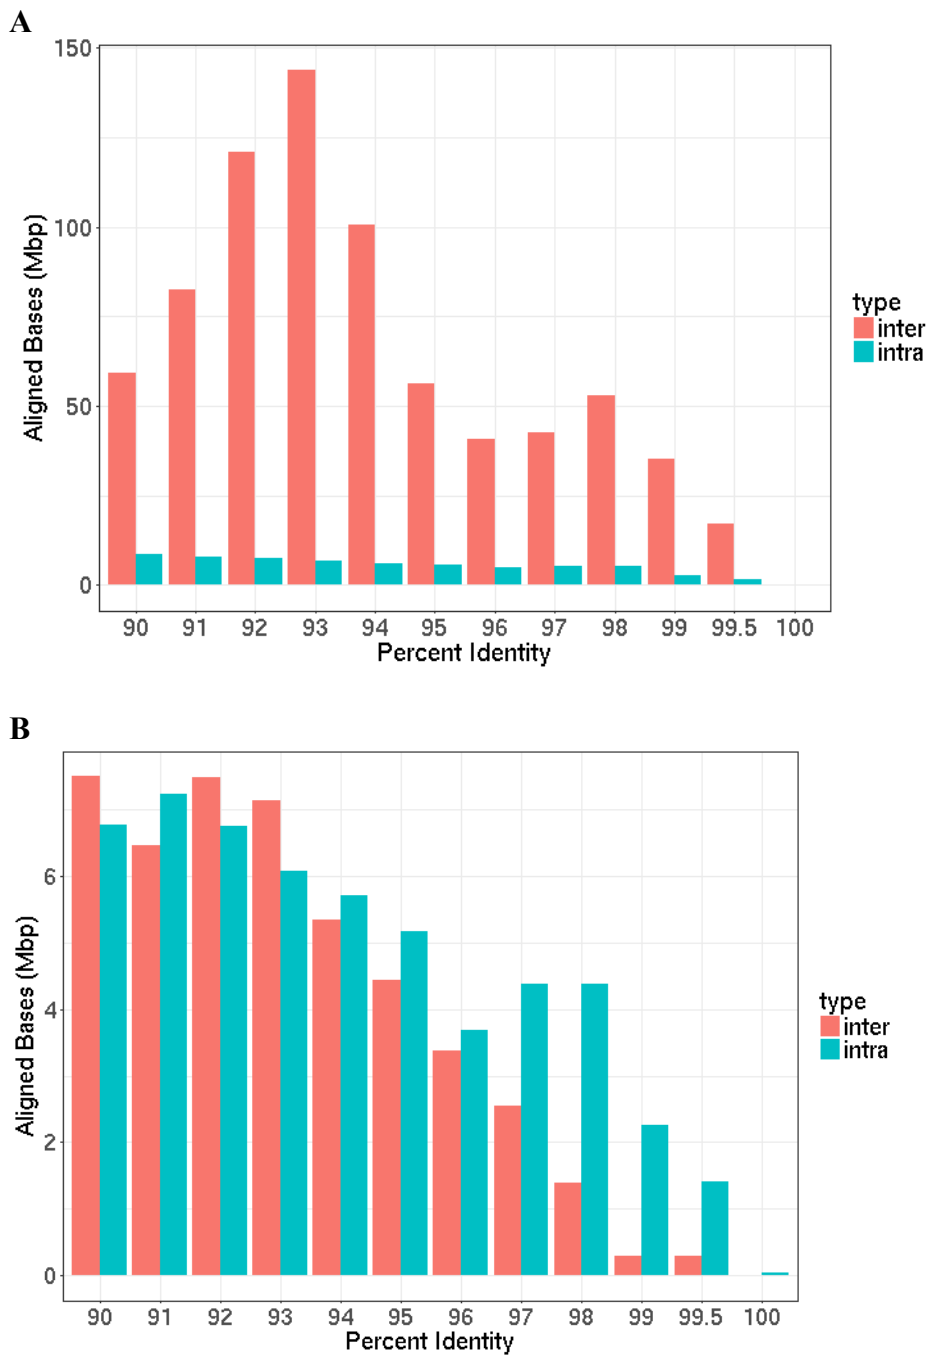 A
150
100
50
0
Aligned Bases (Mbp)
90 91 92 93 94 95 96 97 98 99 99.5 100
Percent Identity
type
inter
intra
B
6
4
2
0
Aligned Bases (Mbp)
90 91 92 93 94 95 96 97 98 99 99.5 100
Percent Identity
type
inter
intra